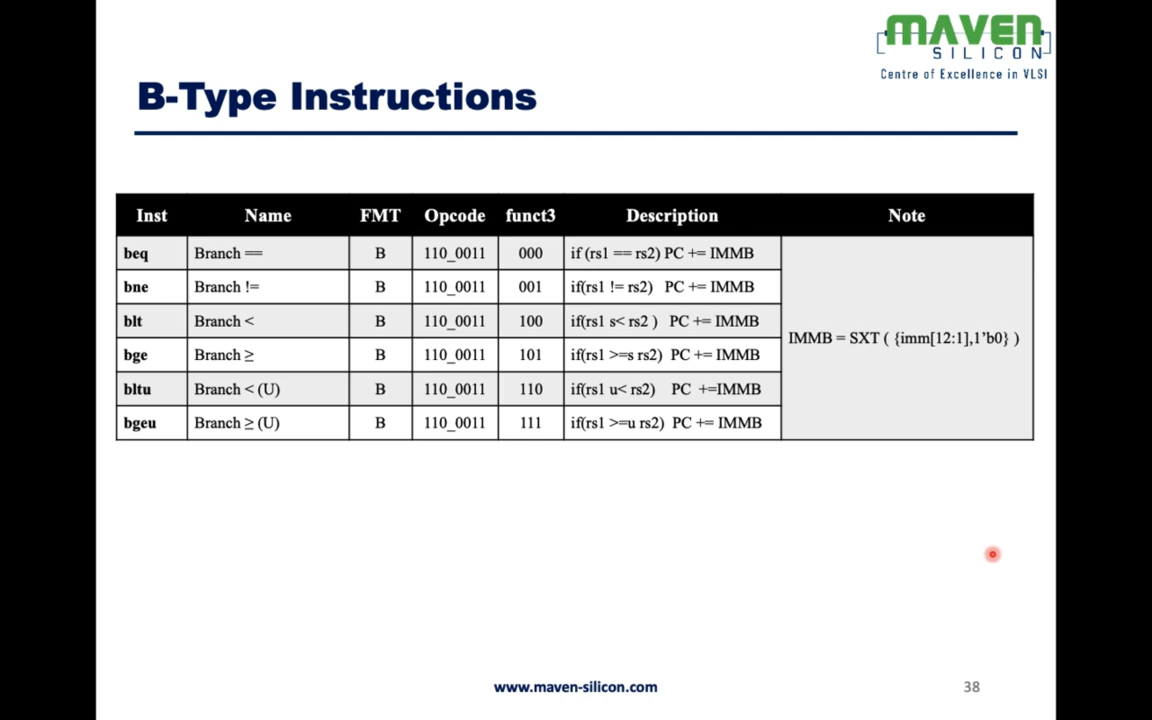 MAVEN
SILICON
Centre of Excellence in VLSI
B-Type Instructions
Inst Name FMT Opcode funct3 Description Note
beq Branch == B 110_0011 000 if (rs1 == rs2) PC += IMMB
bne Branch != B 110_0011 001 if(rs1 != rs2) PC += IMMB
blt Branch < B 110_0011 100 if(rs1 s< rs2 ) PC += IMMB
IMMB = SXT ( {imm[12:1],1’b0} )
bge Branch ≥ B 110_0011 101 if(rs1 >=s rs2) PC += IMMB
bltu Branch < (U) B 110_0011 110 if(rs1 u< rs2) PC +=IMMB
bgeu Branch ≥ (U) B 110_0011 111 if(rs1 >=u rs2) PC += IMMB
www.maven-silicon.com
38